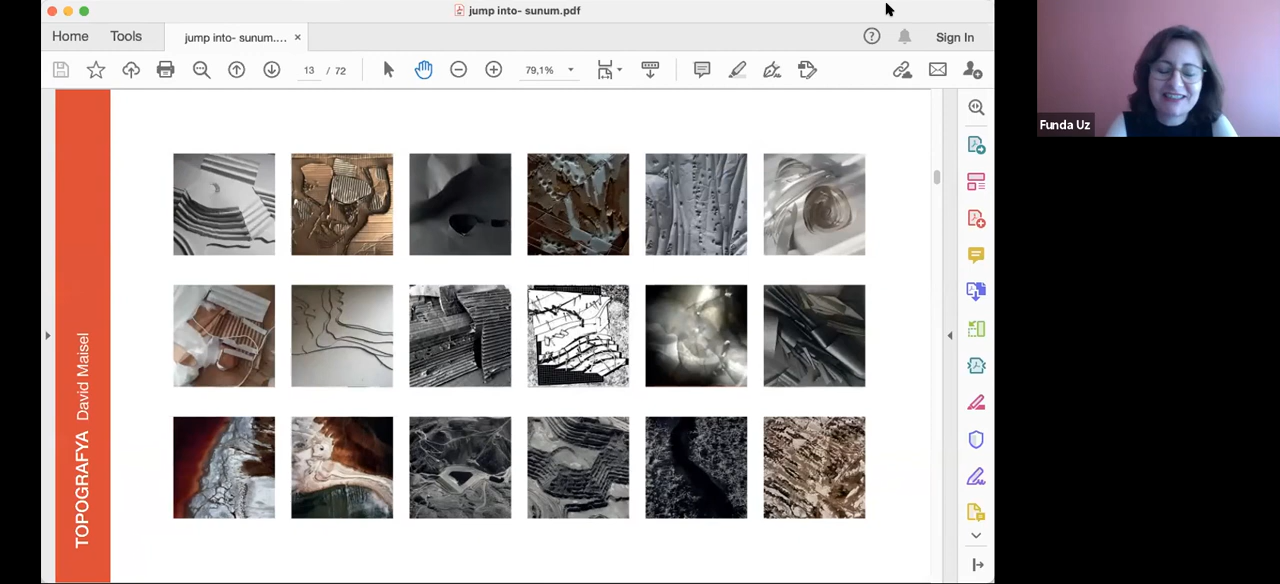 jump into- sunum.pdf
Home
Tools
jump into- sunum.... ×
Sign In
13 / 72
79,1%
Funda Uz
TOPOGRAFYA David Maisel